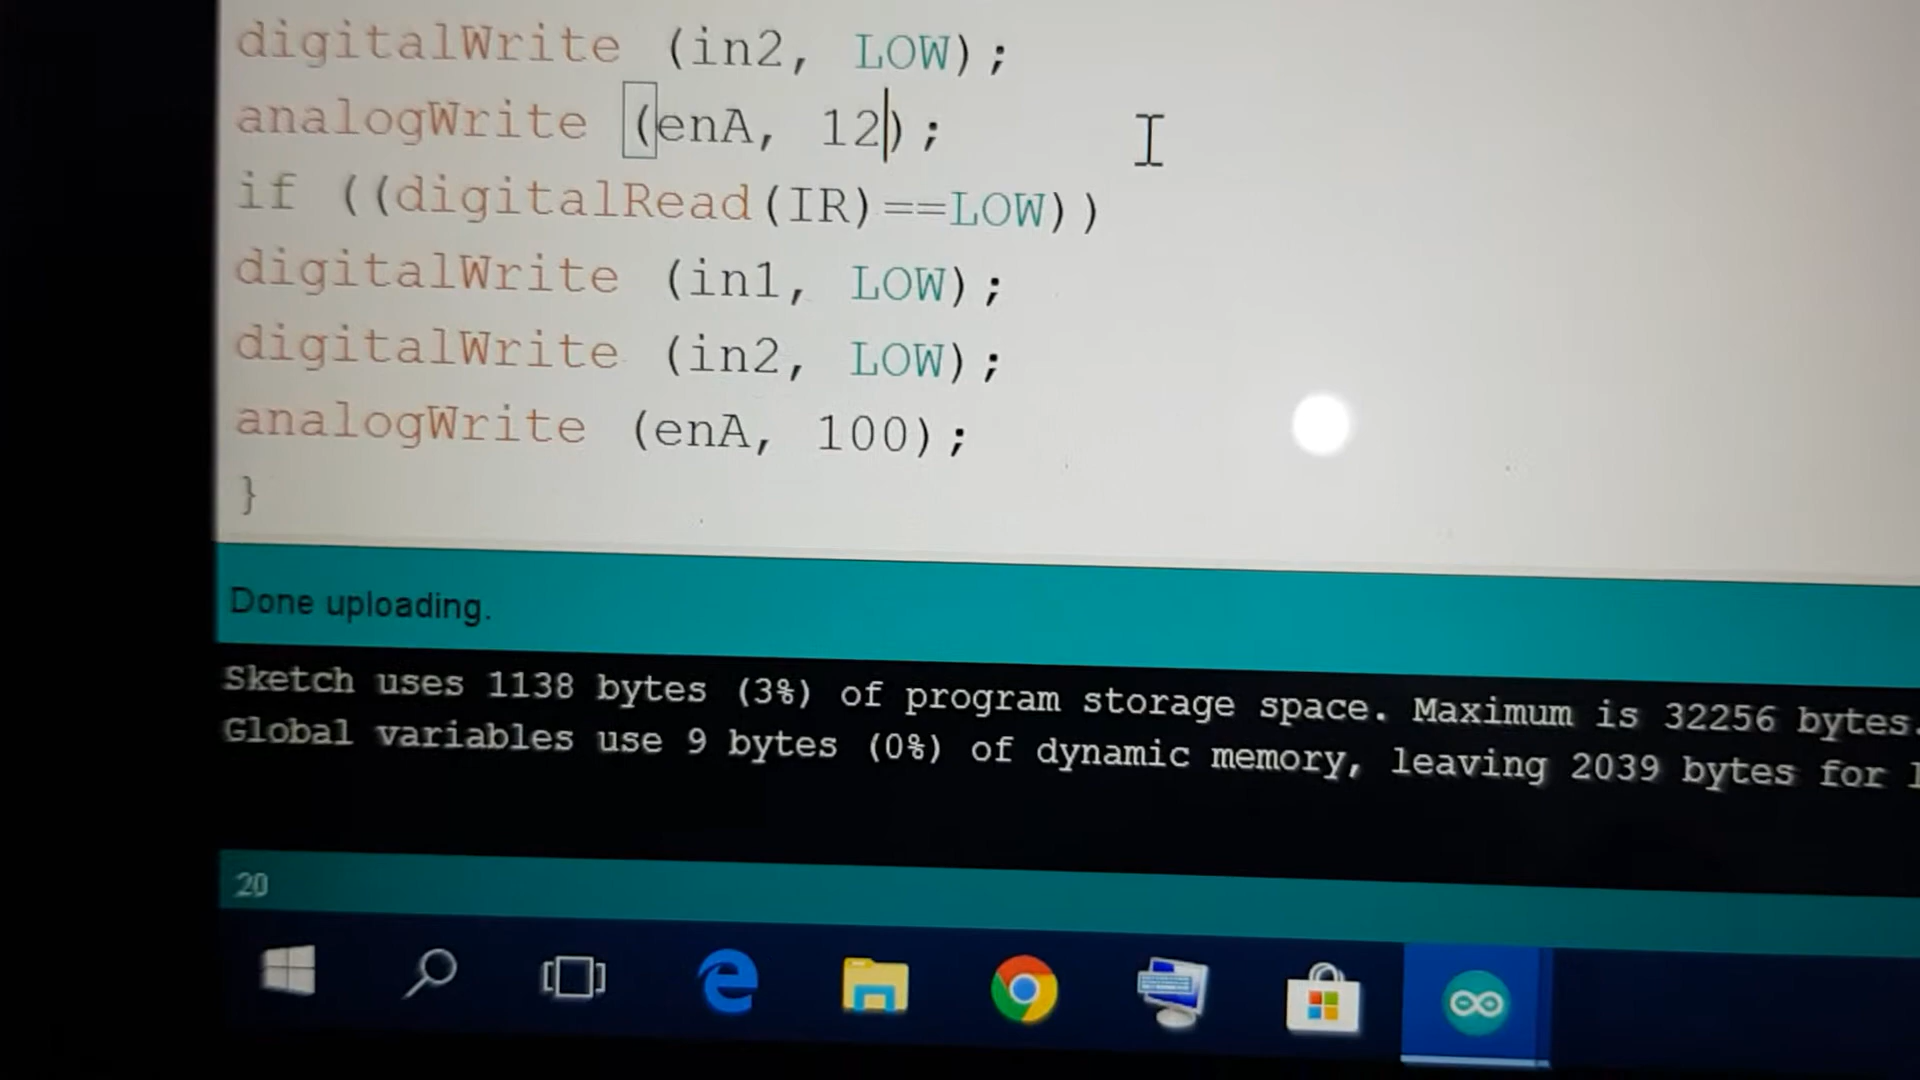 digitalWrite (in2, LOW);
analogWrite (enA, 12);
if ((digitalRead(IR)==LOW))
digitalWrite (in1, LOW);
digitalWrite (in2, LOW);
analogWrite (enA, 100);
}
Done uploading.
Sketch uses 1138 bytes (3%) of program storage space. Maximum is 32256 bytes.
Global variables use 9 bytes (0%) of dynamic memory, leaving 2039 bytes for
20